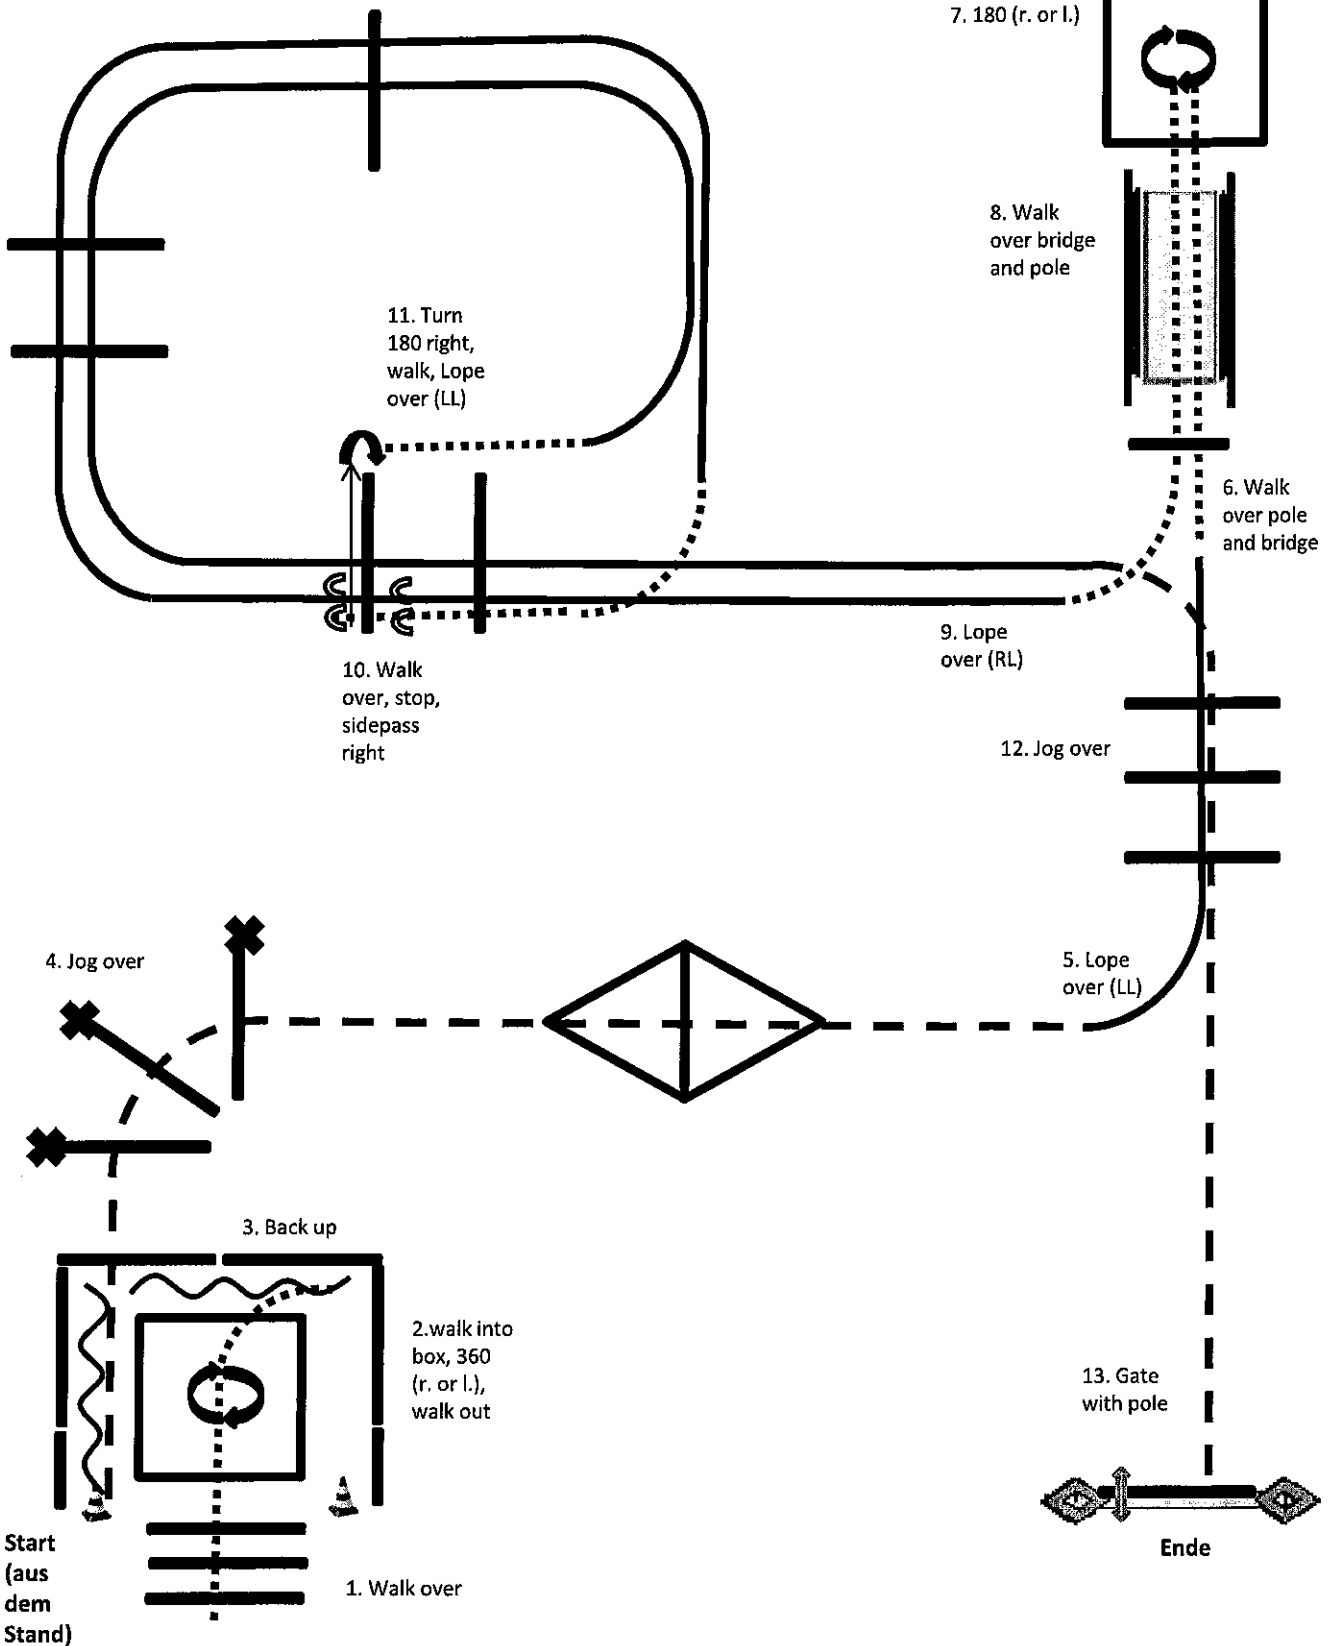 7. 180 (r. or l.)
8. Walk
over bridge
and pole
11. Turn
180 right,
walk, Lope
over (LL)
6. Walk
over pole
and bridge
9. Lope
over (RL)
10. Walk
over, stop,
sidepass
right
12. Jog over
4. Jog over
5. Lope
over (LL)
3. Back up
2.walk into
box, 360
(r. or l.),
walk out
13. Gate
with pole
Start
(aus
dem
Stand)
1. Walk over
Ende